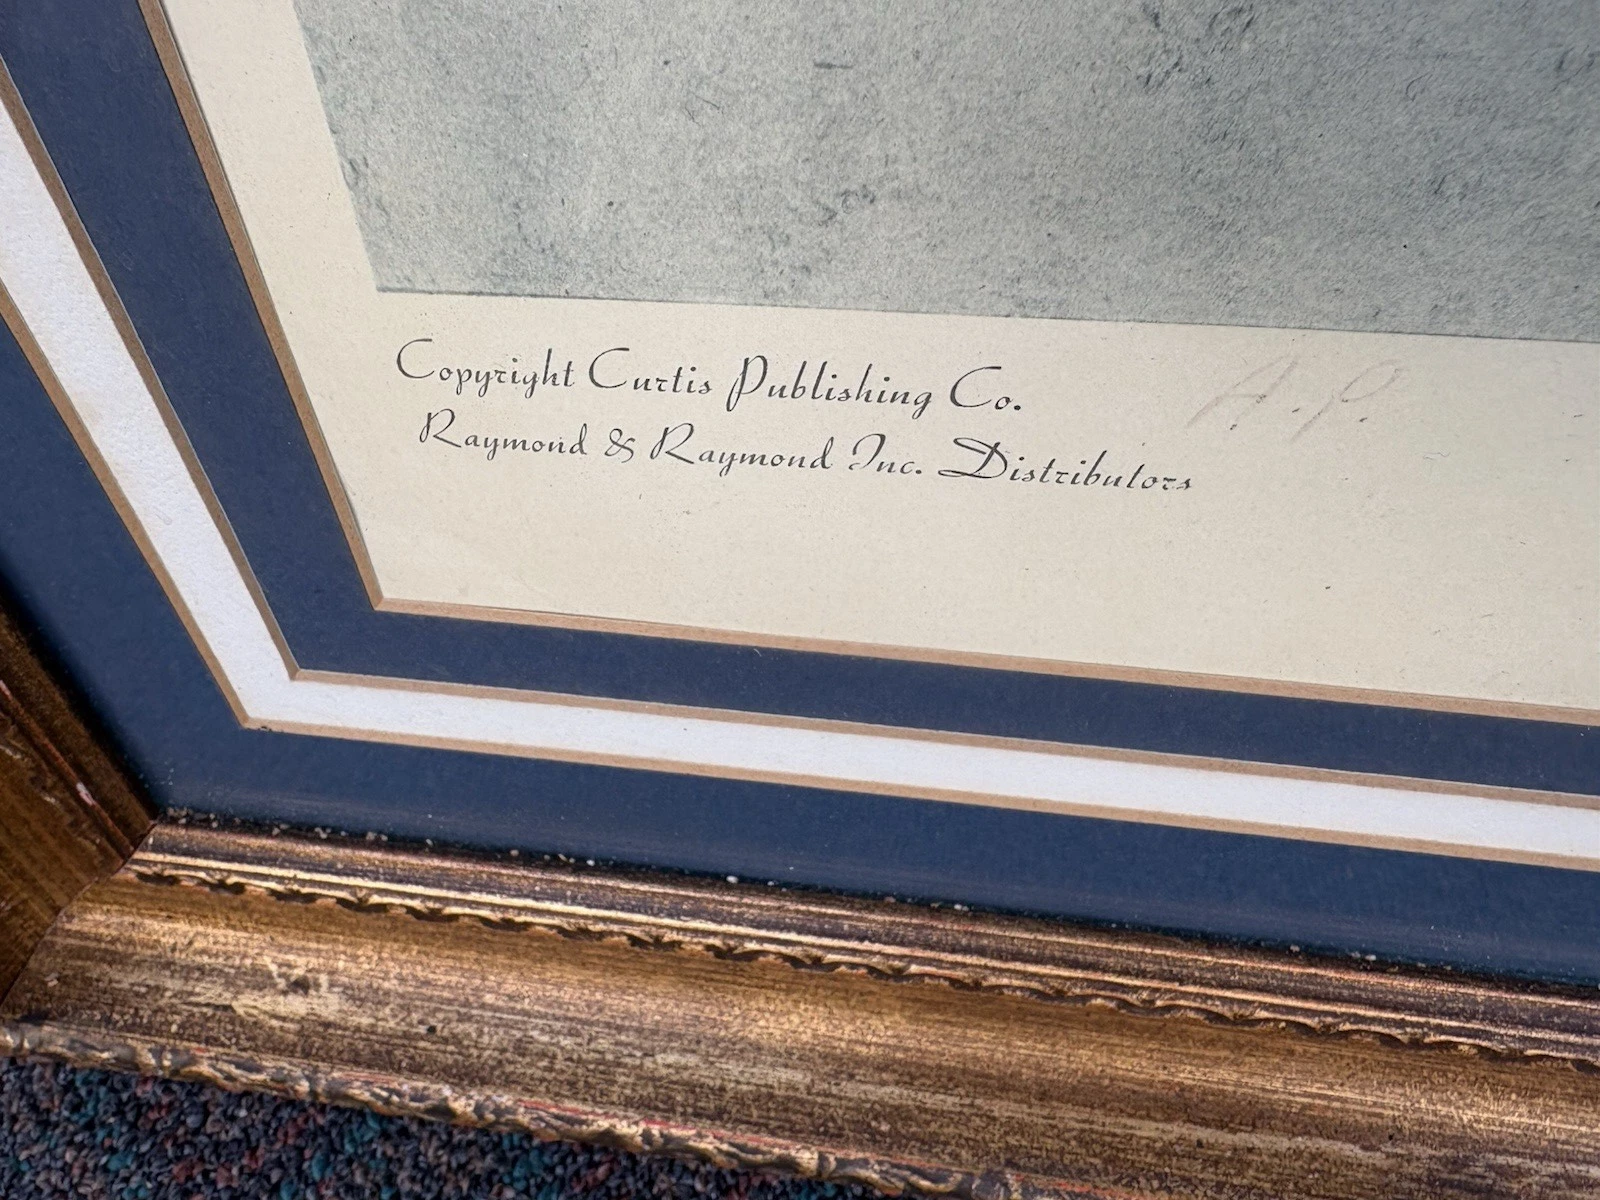 Copyright Curtis Publishing Co.
A.P.
Raymond & Raymond Inc. Distributors